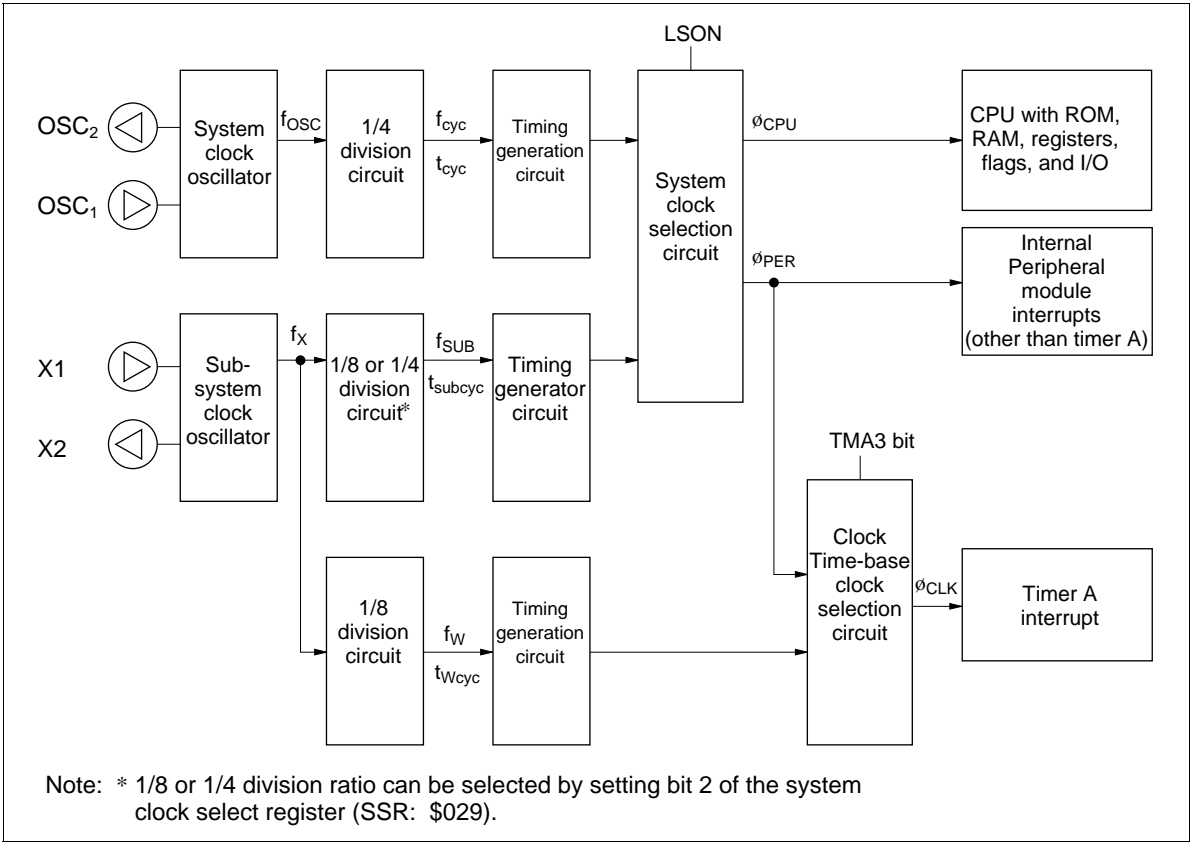 LSON
OSC2
OSC1
System
clock
oscillator
fOSC
1/4
division
circuit
fcyc
tcyc
Timing
generation
circuit
System
clock
selection
circuit
øCPU
øPER
CPU with ROM,
RAM, registers,
flags, and I/O
Internal
Peripheral
module
interrupts
(other than timer A)
X1
X2
Sub-
system
clock
oscillator
fX
1/8 or 1/4
division
circuit*
fSUB
tsubcyc
Timing
generator
circuit
TMA3 bit
1/8
division
circuit
fW
tWcyc
Timing
generation
circuit
Clock
Time-base
clock
selection
circuit
øCLK
Timer A
interrupt
Note: * 1/8 or 1/4 division ratio can be selected by setting bit 2 of the system
clock select register (SSR: $029).